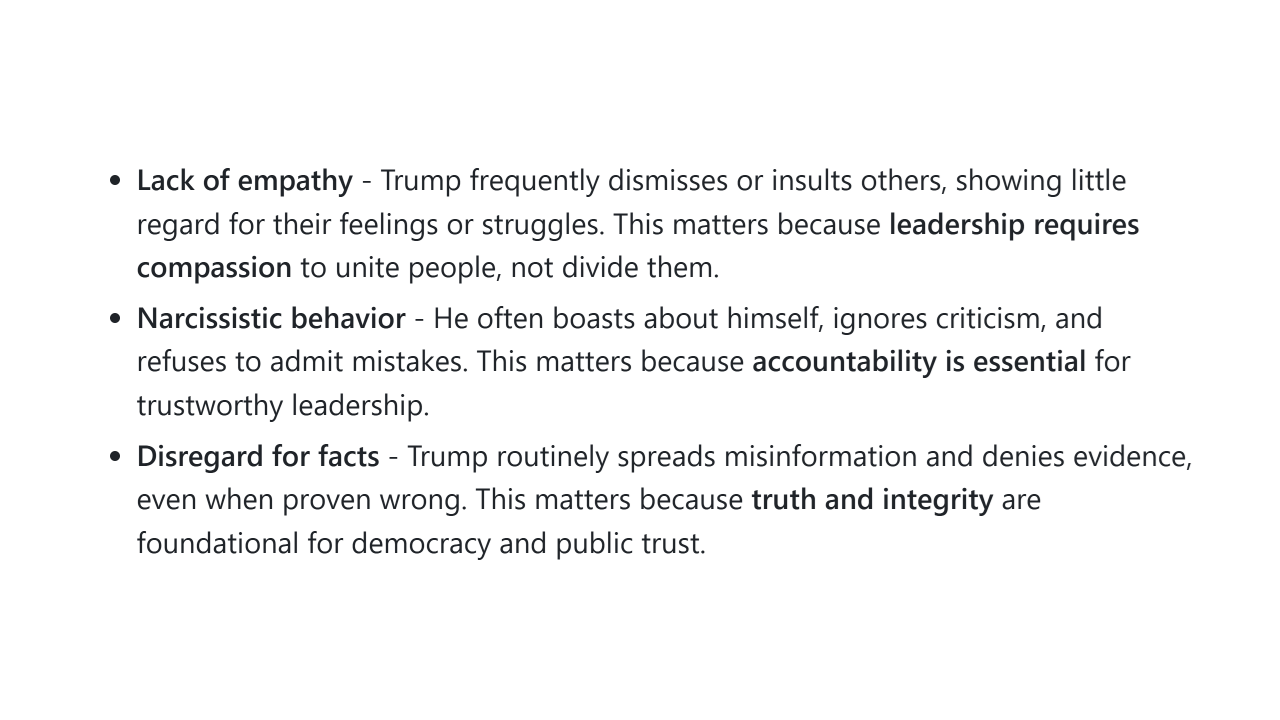 • Lack of empathy - Trump frequently dismisses or insults others, showing little
regard for their feelings or struggles. This matters because leadership requires
compassion to unite people, not divide them.
• Narcissistic behavior - He often boasts about himself, ignores criticism, and
refuses to admit mistakes. This matters because accountability is essential for
trustworthy leadership.
• Disregard for facts - Trump routinely spreads misinformation and denies evidence,
even when proven wrong. This matters because truth and integrity are
foundational for democracy and public trust.